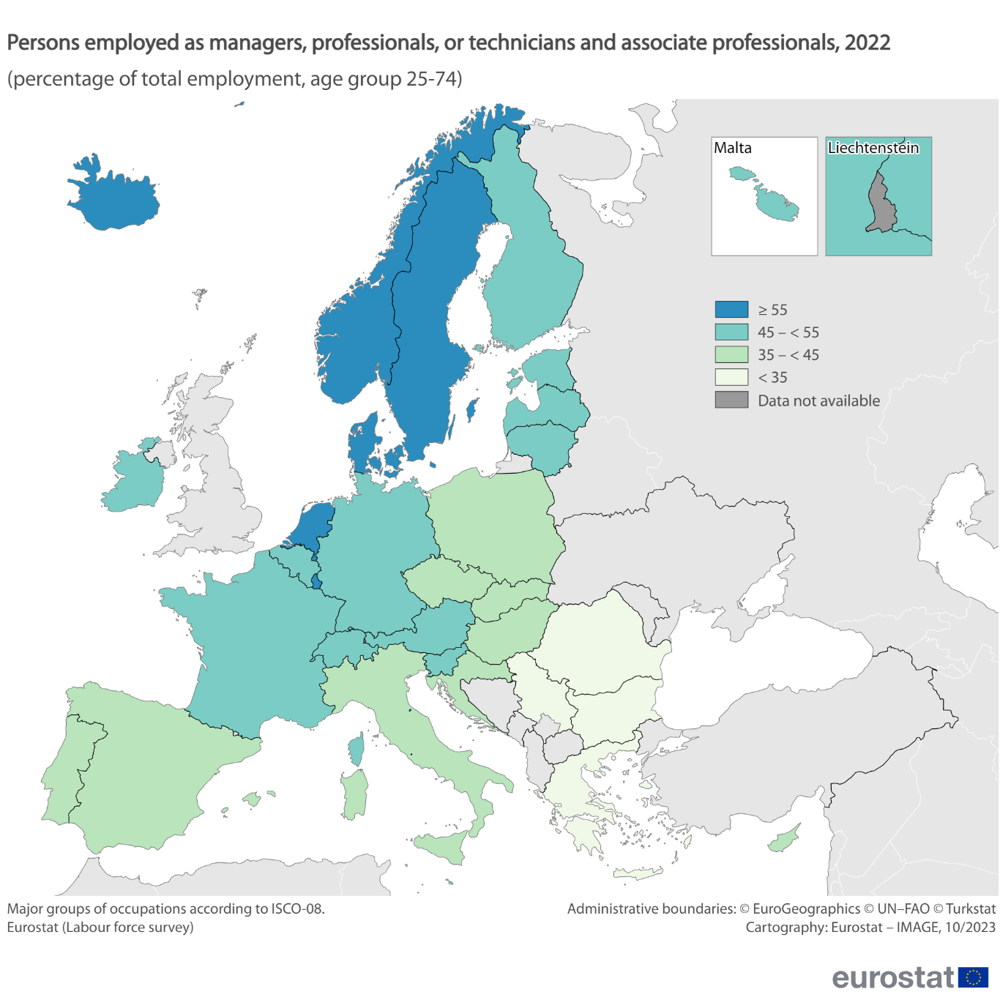 Persons employed as managers, professionals, or technicians and associate professionals, 2022
(percentage of total employment, age group 25-74)
Malta
Liechtenstein
≥ 55
45 – < 55
35 – < 45
< 35
Data not available
Major groups of occupations according to ISCO-08.
Eurostat (Labour force survey)
Administrative boundaries: © EuroGeographics © UN–FAO © Turkstat
Cartography: Eurostat – IMAGE, 10/2023
eurostat